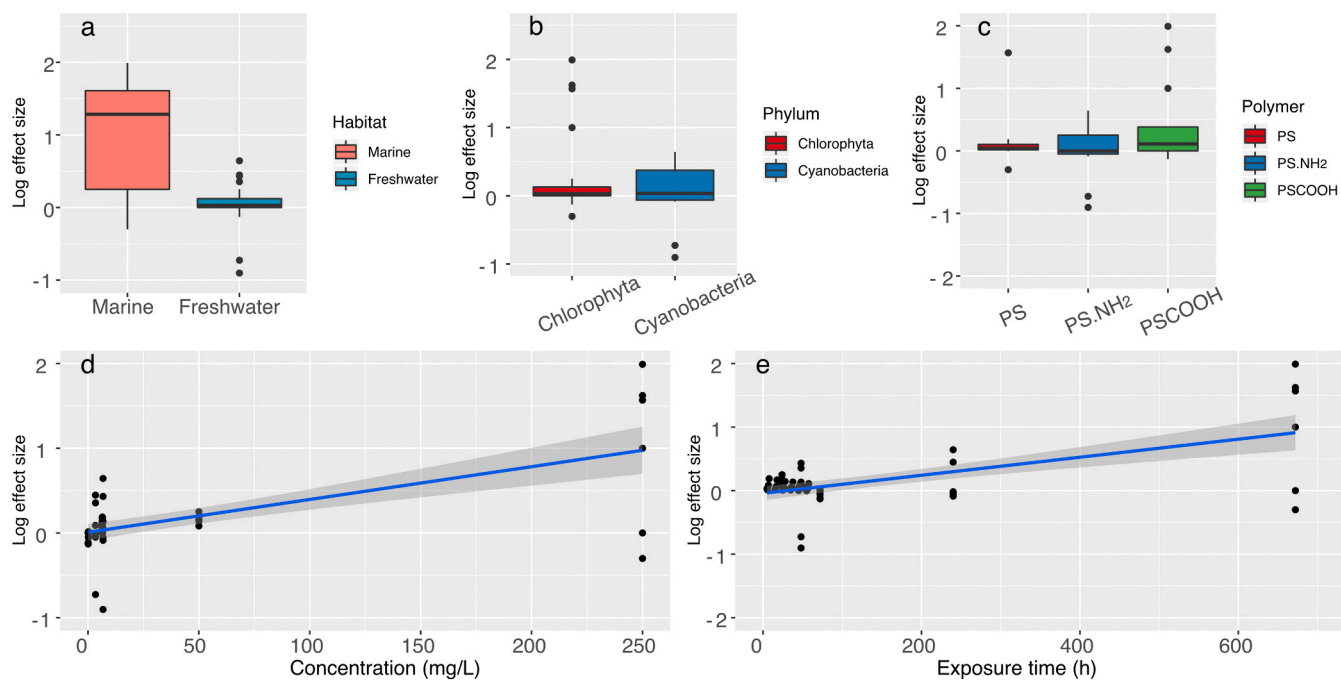 a
Log effect size
2
1
0
-1
Marine
Freshwater
Habitat
Marine
Freshwater
b
Log effect size
2
1
0
-1
Chlorophyta
Cyanobacteria
Phylum
Chlorophyta
Cyanobacteria
c
Log effect size
2
1
0
-1
-2
PS
PS.NH2
PSCOOH
Polymer
PS
PS.NH2
PSCOOH
d
Log effect size
2
1
0
-1
0 50 100 150 200 250
Concentration (mg/L)
e
Log effect size
2
1
0
-1
-2
0 200 400 600
Exposure time (h)